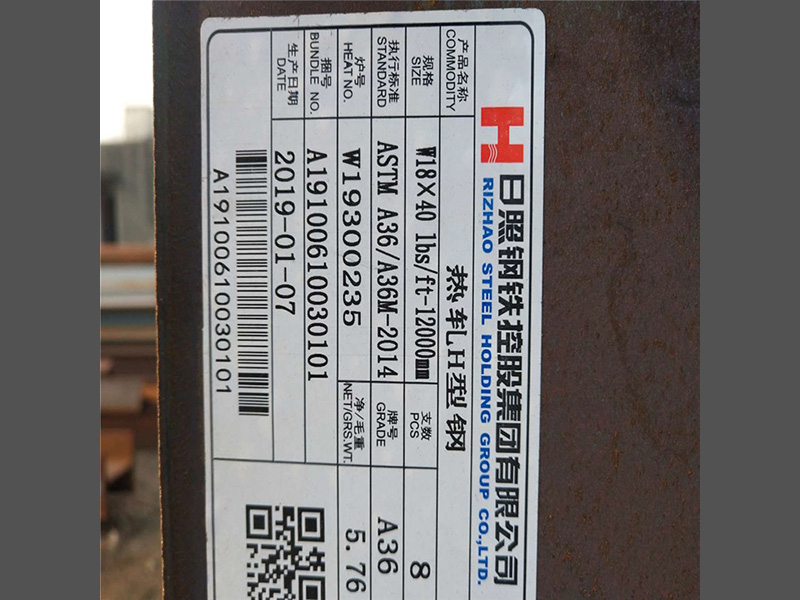 日照钢铁控股集团有限公司
RIZHAO STEEL HOLDING GROUP CO.,LTD.
产品名称
COMMODITY
热轧H型钢
规格
SIZE
W18×40 lbs/ft-12000mm
支数
PCS
8
执行标准
STANDARD
ASTM A36/A36M-2014
牌号
GRADE
A36
炉号
HEAT NO.
W19300235
净/毛重
NET/GRS.WT.
5.76
捆号
BUNDLE NO.
A19100610030101
生产日期
DATE
2019-01-07
A19100610030101